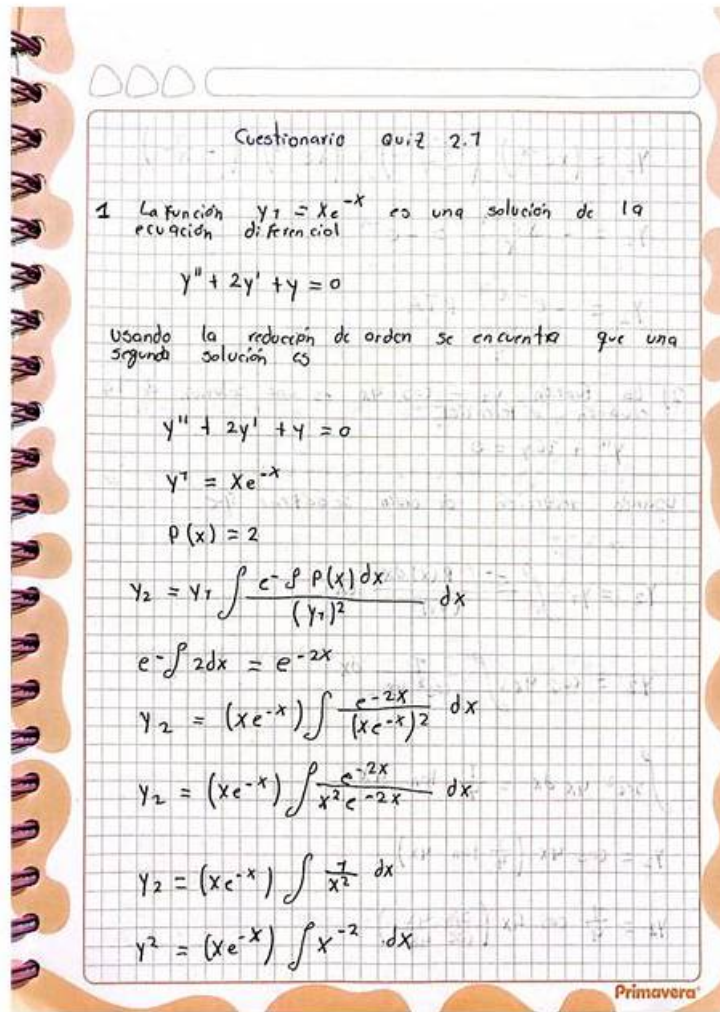 Cuestionario Quiz 2.1
1 La función y₁ = xe^-x es una solución de la
ecuación diferencial
y" + 2y' + y = 0
usando la reducción de orden se encuentra que una
segunda solución es
y" + 2y' + y = 0
y¹ = xe^-x
P(x) = 2
y₂ = y₁ ∫ e^-∫ P(x) dx / (y₁)² dx
e^-∫ 2dx = e^-2x
y₂ = (xe^-x) ∫ e^-2x / (xe^-x)² dx
y₂ = (xe^-x) ∫ e^-2x / x² e^-2x dx
y₂ = (xe^-x) ∫ 1/x² dx
y² = (xe^-x) ∫ x^-2 dx
Primavera